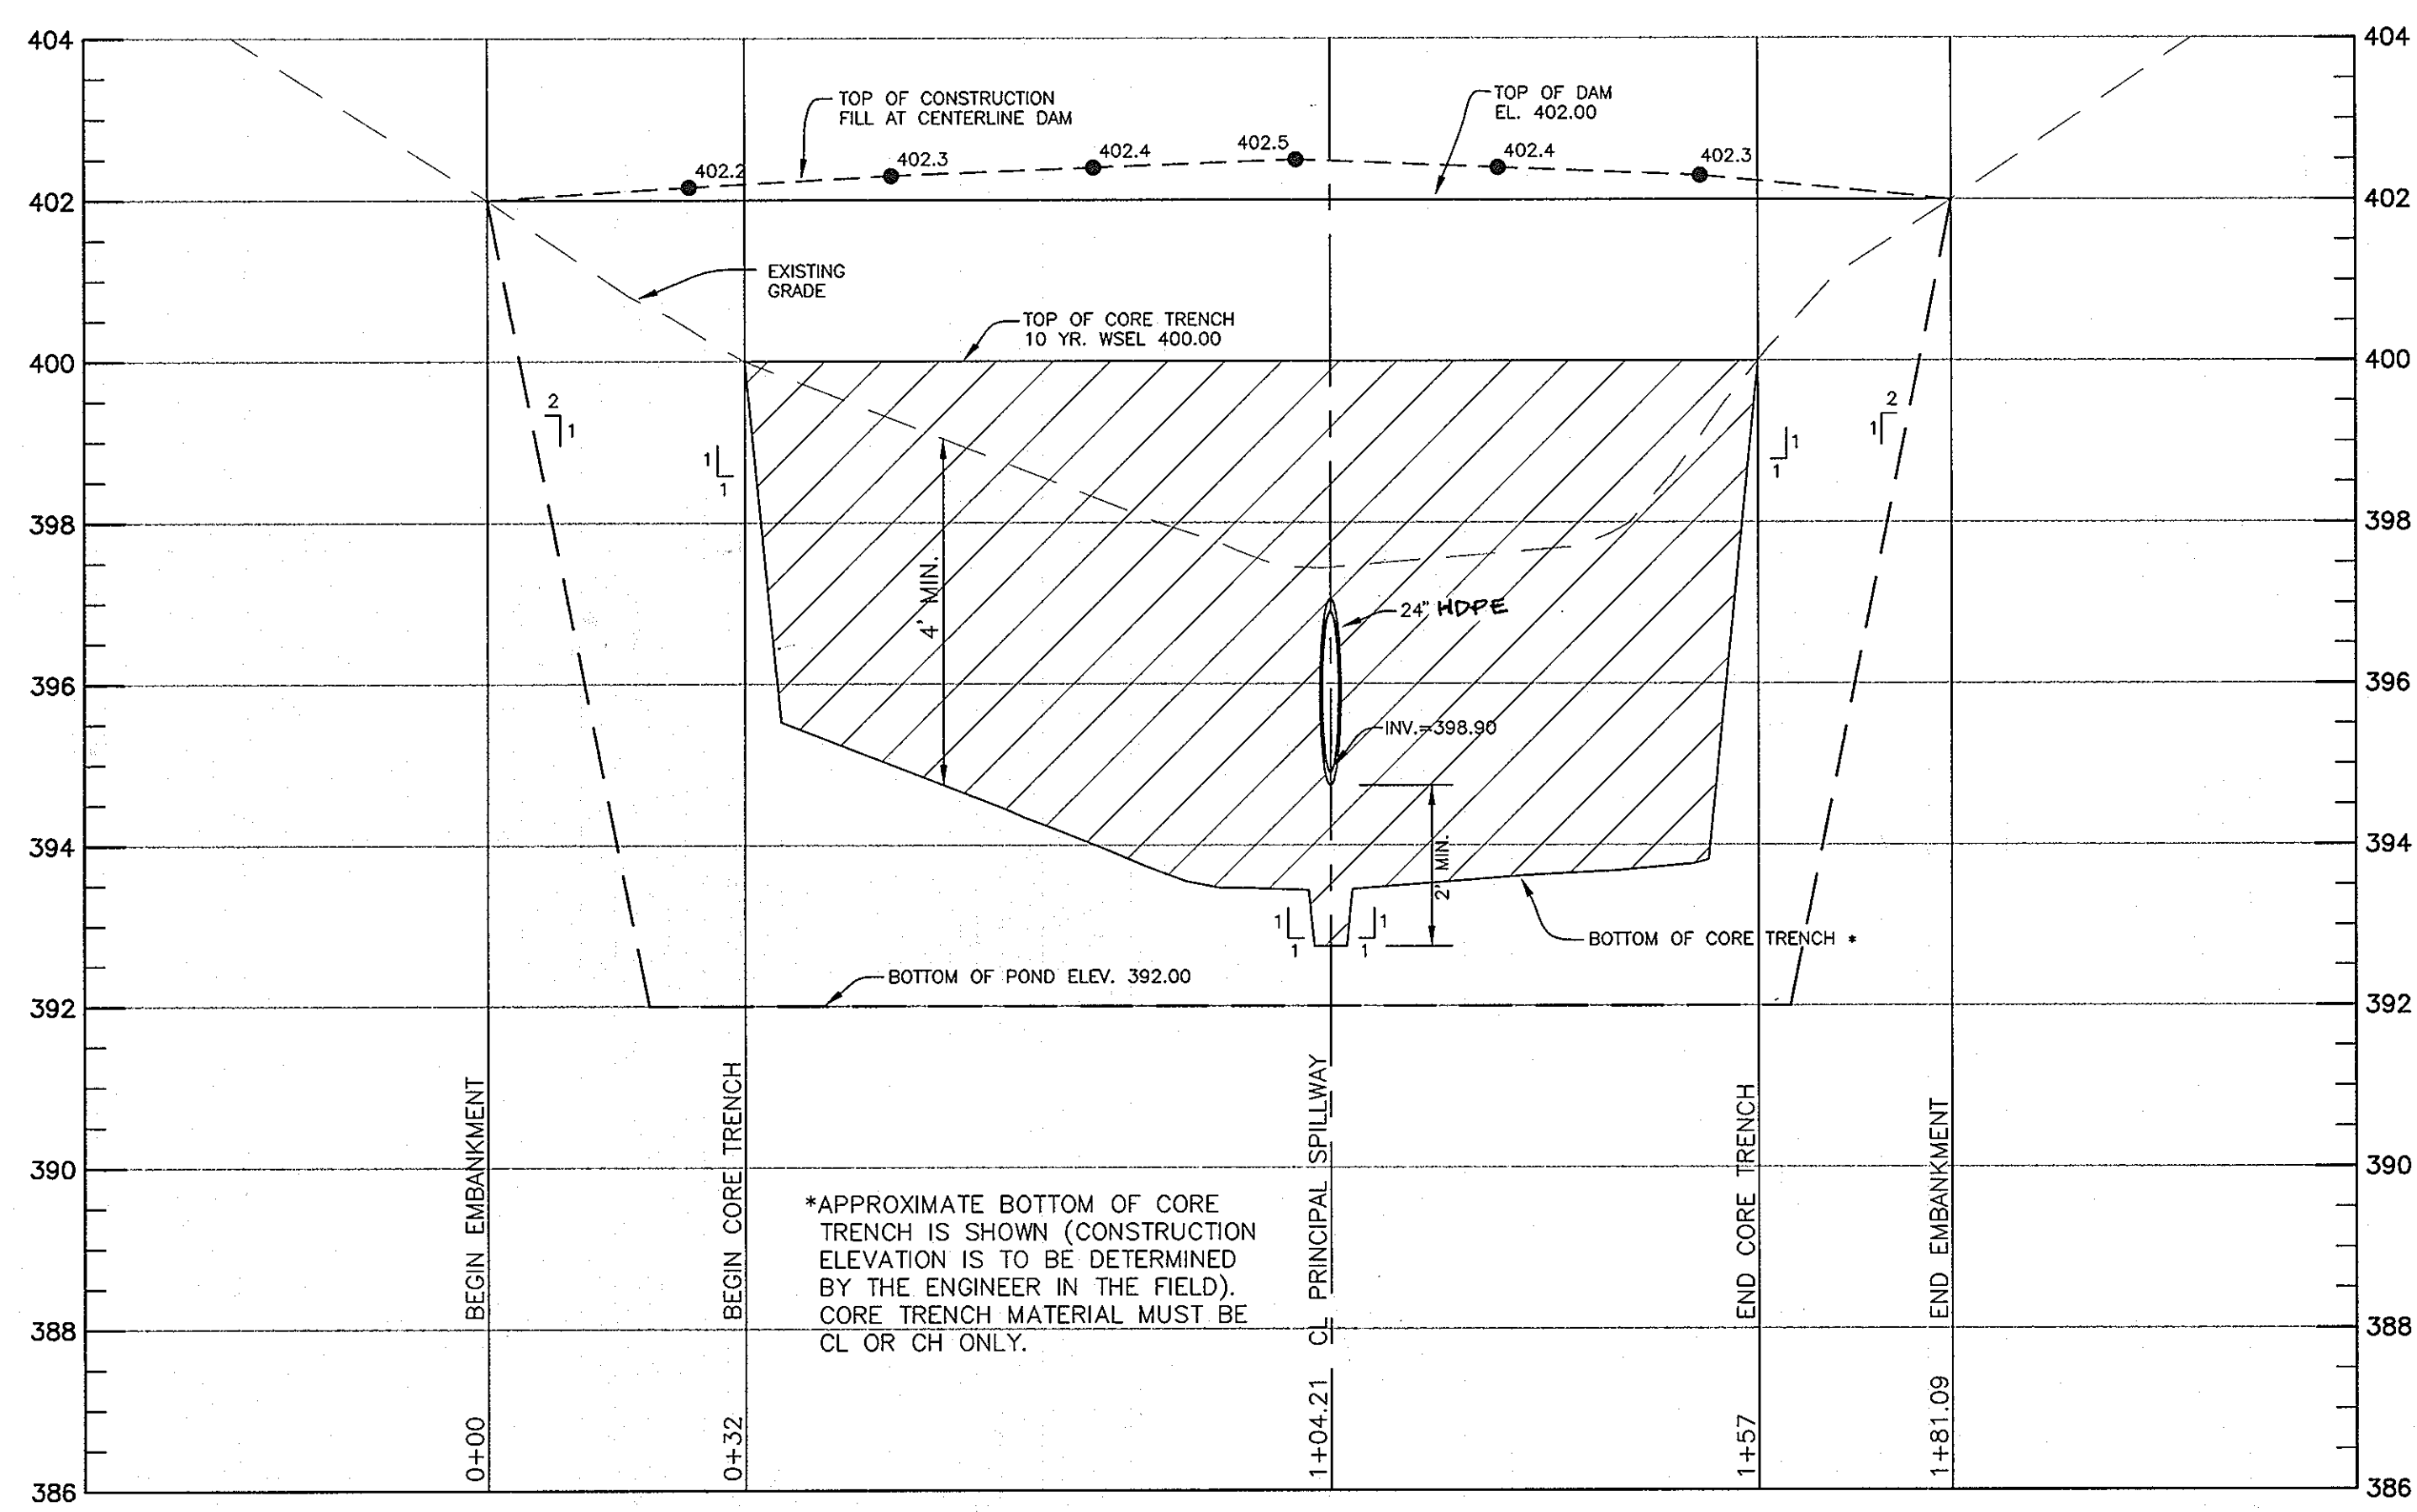 404
404
TOP OF CONSTRUCTION
FILL AT CENTERLINE DAM
TOP OF DAM
EL. 402.00
402.2
402.3
402.4
402.5
402.4
402.3
402
402
EXISTING
GRADE
TOP OF CORE TRENCH
10 YR. WSEL 400.00
400
400
2
1
1
1
1
1
2
1
398
398
4' MIN.
24" HDPE
396
396
INV.=398.90
394
394
2' MIN.
1
1
1
1
BOTTOM OF CORE TRENCH *
BOTTOM OF POND ELEV. 392.00
392
392
BEGIN EMBANKMENT
BEGIN CORE TRENCH
CL PRINCIPAL SPILLWAY
END CORE TRENCH
END EMBANKMENT
390
390
*APPROXIMATE BOTTOM OF CORE
TRENCH IS SHOWN (CONSTRUCTION
ELEVATION IS TO BE DETERMINED
BY THE ENGINEER IN THE FIELD).
CORE TRENCH MATERIAL MUST BE
CL OR CH ONLY.
388
388
0+00
0+32
1+04.21
1+57
1+81.09
386
386